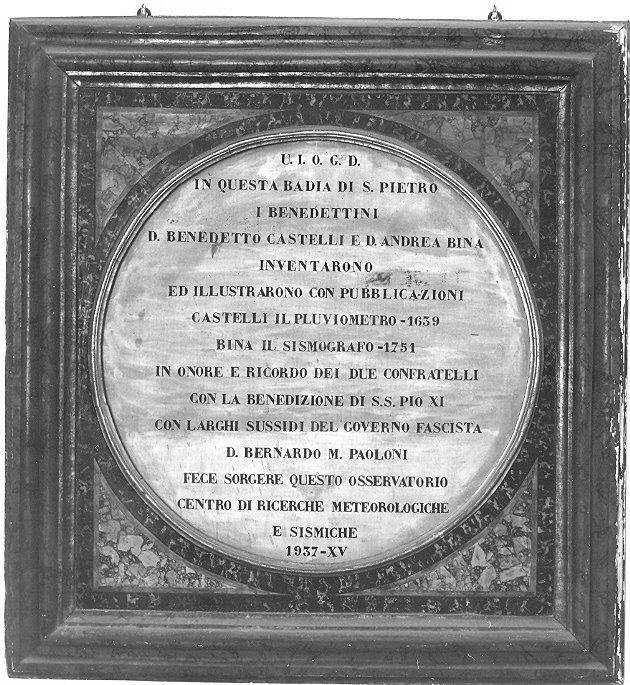 U. I. O. G. D.
IN QUESTA BADIA DI S. PIETRO
I BENEDETTINI
D. BENEDETTO CASTELLI E D. ANDREA BINA
INVENTARONO
ED ILLUSTRARONO CON PUBBLICAZIONI
CASTELLI IL PLUVIOMETRO - 1639
BINA IL SISMOGRAFO - 1751
IN ONORE E RICORDO DEI DUE CONFRATELLI
CON LA BENEDIZIONE DI S.S. PIO XI
CON LARGHI SUSSIDI DEL GOVERNO FASCISTA
D. BERNARDO M. PAOLONI
FECE SORGERE QUESTO OSSERVATORIO
CENTRO DI RICERCHE METEOROLOGICHE
E SISMICHE
1937-XV